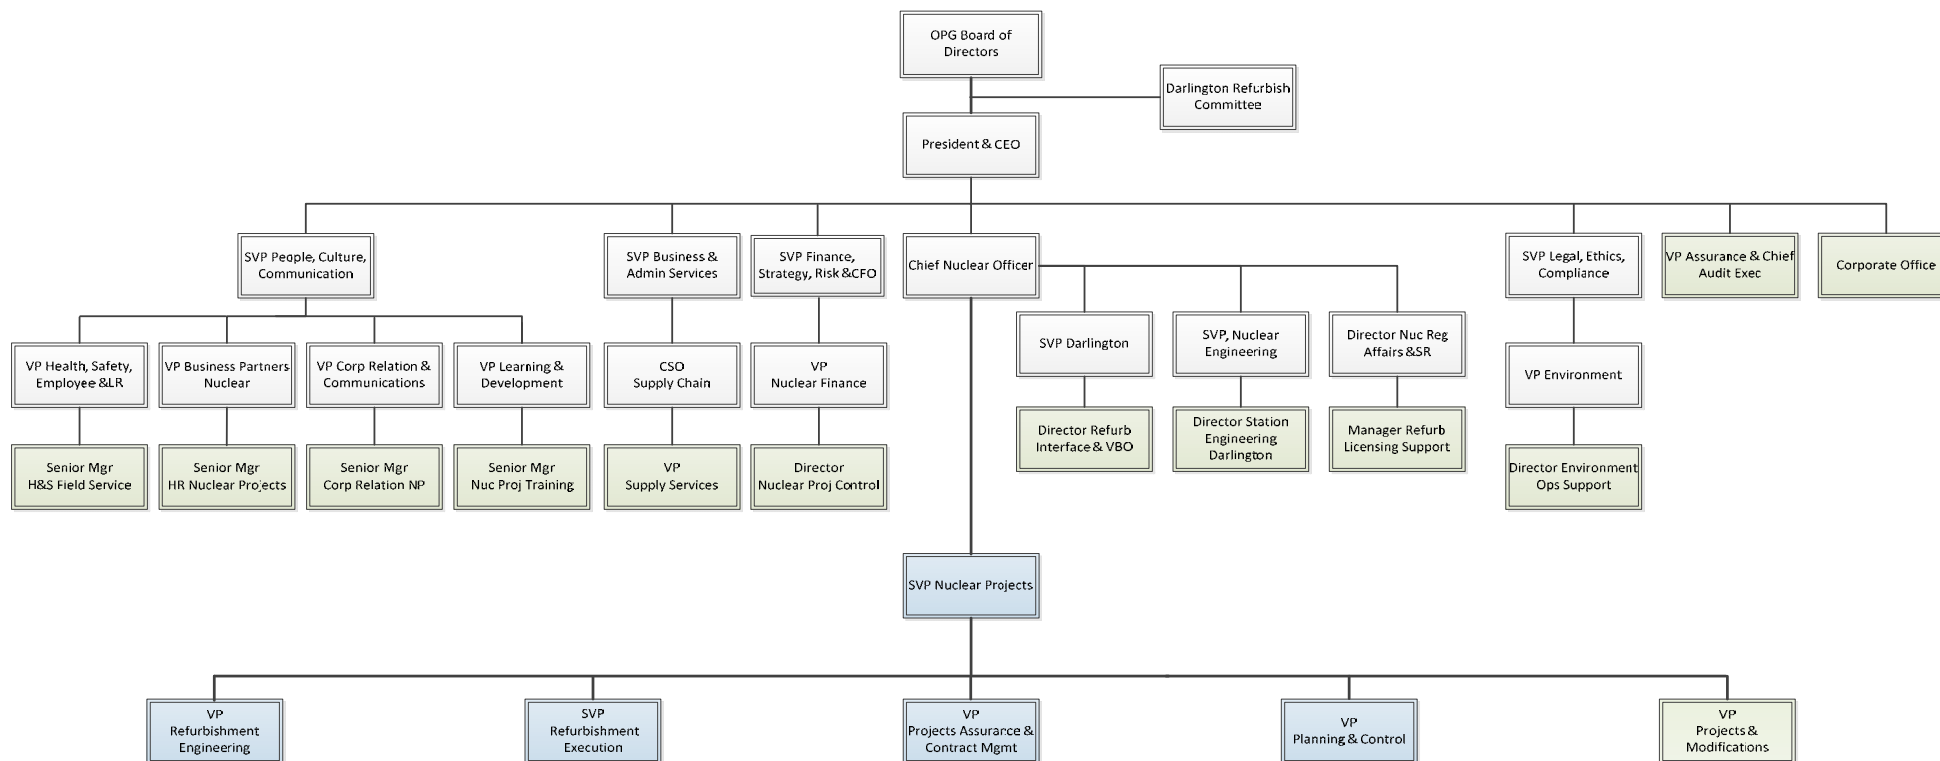 OPG Board of
Directors
Darlington Refurbish
Committee
President & CEO
SVP People, Culture,
Communication
SVP Business &
Admin Services
SVP Finance,
Strategy, Risk &CFO
Chief Nuclear Officer
SVP Legal, Ethics,
Compliance
VP Assurance & Chief
Audit Exec
Corporate Office
SVP Darlington
SVP, Nuclear
Engineering
Director Nuc Reg
Affairs &SR
VP Health, Safety,
Employee &LR
VP Business Partners
Nuclear
VP Corp Relation &
Communications
VP Learning &
Development
CSO
Supply Chain
VP
Nuclear Finance
VP Environment
Director Refurb
Interface & VBO
Director Station
Engineering
Darlington
Manager Refurb
Licensing Support
Senior Mgr
H&S Field Service
Senior Mgr
HR Nuclear Projects
Senior Mgr
Corp Relation NP
Senior Mgr
Nuc Proj Training
VP
Supply Services
Director
Nuclear Proj Control
Director Environment
Ops Support
SVP Nuclear Projects
VP
Refurbishment
Engineering
SVP
Refurbishment
Execution
VP
Projects Assurance &
Contract Mgmt
VP
Planning & Control
VP
Projects &
Modifications